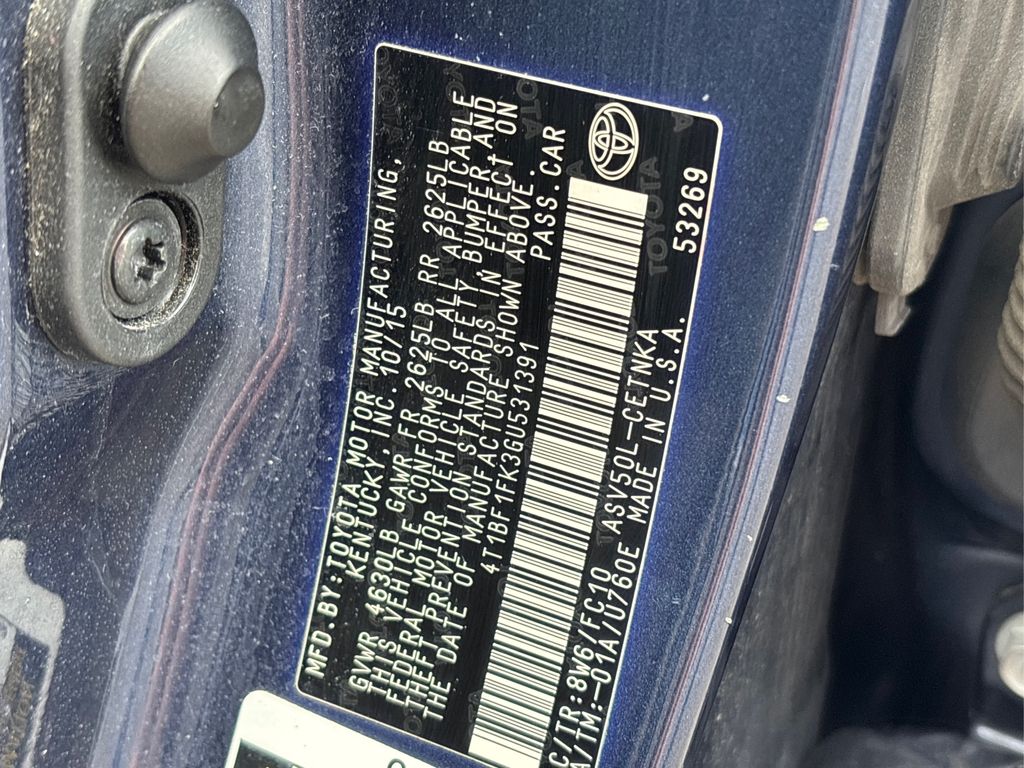 MFD.BY:TOYOTA MOTOR MANUFACTURING,
KENTUCKY,INC. 10/15
GVWR 4630LB GAWR FR 2625LB RR 2625LB
THIS VEHICLE CONFORMS TO ALL APPLICABLE
FEDERAL MOTOR VEHICLE SAFETY BUMPER,AND
THEFT PREVENTION STANDARDS IN EFFECT ON
THE DATE OF MANUFACTURE SHOWN ABOVE.
4T1BF1FK3GU531391 PASS.CAR
C/TR:8W6/FC10 ASV50L-CETNKA 53269
A/TM:-01A/U760E MADE IN U.S.A.
TOYOTA